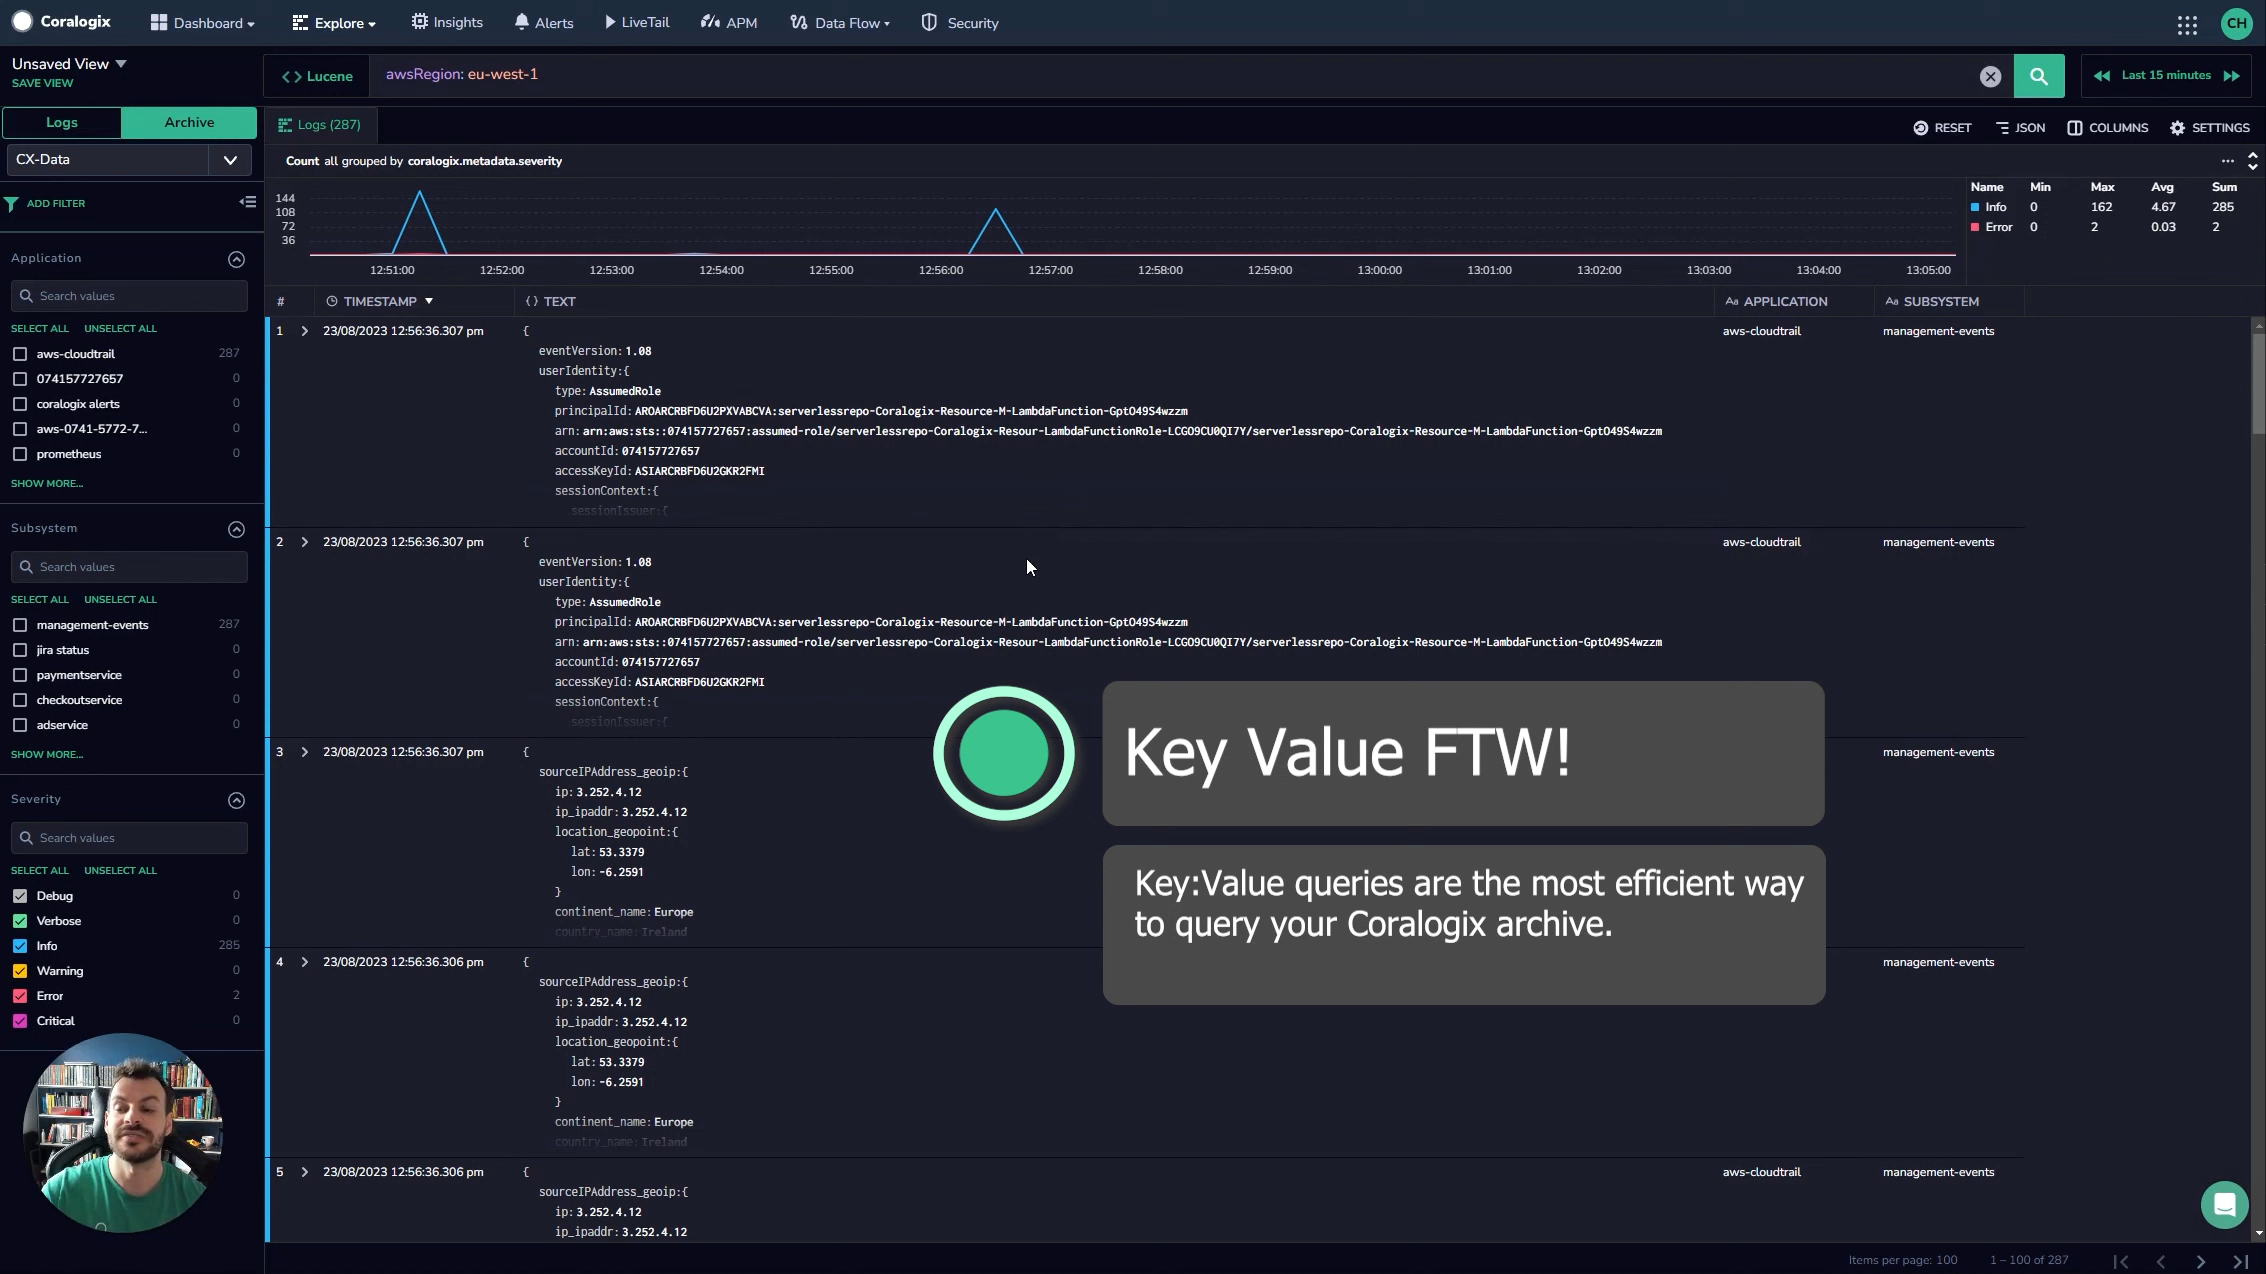 Coralogix
Dashboard
Explore
Insights
Alerts
LiveTail
APM
Data Flow
Security
CH
Unsaved View
SAVE VIEW
<> Lucene
awsRegion: eu-west-1
Last 15 minutes
Logs
Archive
CX-Data
ADD FILTER
Logs (287)
RESET
JSON
COLUMNS
SETTINGS
Count all grouped by coralogix.metadata.severity
144
108
72
36
12:51:00 12:52:00 12:53:00 12:54:00 12:55:00 12:56:00 12:57:00 12:58:00 12:59:00 13:00:00 13:01:00 13:02:00 13:03:00 13:04:00 13:05:00
Name Min Max Avg Sum
Info 0 162 4.67 285
Error 0 2 0.03 2
Application
Search values
SELECT ALL UNSELECT ALL
aws-cloudtrail 287
074157727657 0
coralogix alerts 0
aws-0741-5772-7... 0
prometheus 0
SHOW MORE...
Subsystem
Search values
SELECT ALL UNSELECT ALL
management-events 287
jira status 0
paymentservice 0
checkoutservice 0
adservice 0
SHOW MORE...
Severity
Search values
SELECT ALL UNSELECT ALL
Debug 0
Verbose 0
Info 285
Warning 0
Error 2
Critical 0
# TIMESTAMP {} TEXT Aa APPLICATION Aa SUBSYSTEM
1 23/08/2023 12:56:36.307 pm { aws-cloudtrail management-events
eventVersion: 1.08
userIdentity:{
type: AssumedRole
principalId: AROARCRBFD6U2PXVABCVA:serverlessrepo-Coralogix-Resource-M-LambdaFunction-GptO49S4wzzm
arn: arn:aws:sts::074157727657:assumed-role/serverlessrepo-Coralogix-Resour-LambdaFunctionRole-LCGO9CU0QI7Y/serverlessrepo-Coralogix-Resource-M-LambdaFunction-GptO49S4wzzm
accountId: 074157727657
accessKeyId: ASIARCRBFD6U2GKR2FMI
sessionContext:{
sessionIssuer:{
2 23/08/2023 12:56:36.307 pm { aws-cloudtrail management-events
eventVersion: 1.08
userIdentity:{
type: AssumedRole
principalId: AROARCRBFD6U2PXVABCVA:serverlessrepo-Coralogix-Resource-M-LambdaFunction-GptO49S4wzzm
arn: arn:aws:sts::074157727657:assumed-role/serverlessrepo-Coralogix-Resour-LambdaFunctionRole-LCGO9CU0QI7Y/serverlessrepo-Coralogix-Resource-M-LambdaFunction-GptO49S4wzzm
accountId: 074157727657
accessKeyId: ASIARCRBFD6U2GKR2FMI
sessionContext:{
sessionIssuer:{
3 23/08/2023 12:56:36.307 pm { management-events
sourceIPAddress_geoip:{
ip: 3.252.4.12
ip_ipaddr: 3.252.4.12
location_geopoint:{
lat: 53.3379
lon: -6.2591
}
continent_name: Europe
country_name: Ireland
4 23/08/2023 12:56:36.306 pm { management-events
sourceIPAddress_geoip:{
ip: 3.252.4.12
ip_ipaddr: 3.252.4.12
location_geopoint:{
lat: 53.3379
lon: -6.2591
}
continent_name: Europe
country_name: Ireland
5 23/08/2023 12:56:36.306 pm { aws-cloudtrail management-events
sourceIPAddress_geoip:{
ip: 3.252.4.12
ip_ipaddr: 3.252.4.12
Key Value FTW!
Key:Value queries are the most efficient way
to query your Coralogix archive.
Items per page: 100
1 – 100 of 287